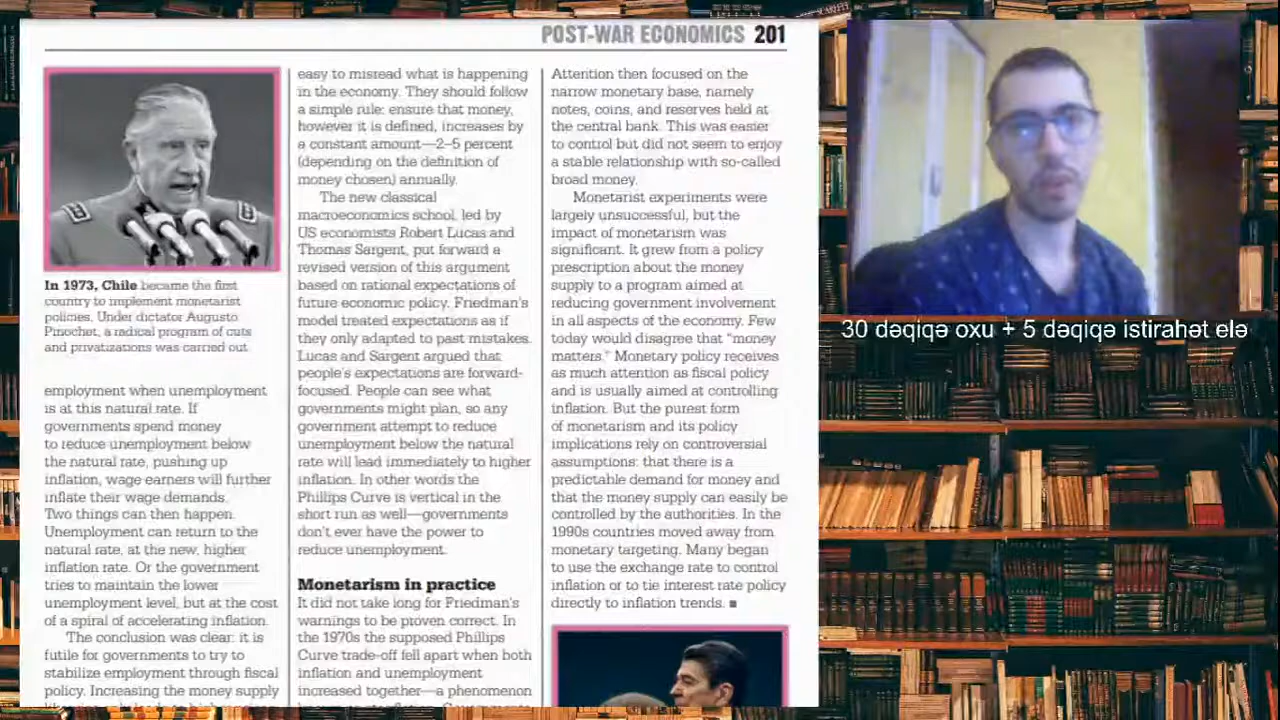 POST-WAR ECONOMICS 201
In 1973, Chile became the first
country to implement monetarist
policies. Under dictator Augusto
Pinochet, a radical program of cuts
and privatizations was carried out
employment when unemployment
is at this natural rate. If
governments spend money
to reduce unemployment below
the natural rate, pushing up
inflation, wage earners will further
inflate their wage demands.
Two things can then happen.
Unemployment can return to the
natural rate, at the new, higher
inflation rate. Or the government
tries to maintain the lower
unemployment level, but at the cost
of a spiral of accelerating inflation.
The conclusion was clear: it is
futile for governments to try to
stabilize employment through fiscal
policy. Increasing the money supply
easy to misread what is happening
in the economy. They should follow
a simple rule: ensure that money,
however it is defined, increases by
a constant amount—2–5 percent
(depending on the definition of
money chosen) annually.
The new classical
macroeconomics school, led by
US economists Robert Lucas and
Thomas Sargent, put forward a
revised version of this argument
based on rational expectations of
future economic policy. Friedman's
model treated expectations as if
they only adapted to past mistakes.
Lucas and Sargent argued that
people's expectations are forward-
focused. People can see what
governments might plan, so any
government attempt to reduce
unemployment below the natural
rate will lead immediately to higher
inflation. In other words the
Phillips Curve is vertical in the
short run as well—governments
don't ever have the power to
reduce unemployment.
Monetarism in practice
It did not take long for Friedman's
warnings to be proven correct. In
the 1970s the supposed Phillips
Curve trade-off fell apart when both
inflation and unemployment
increased together—a phenomenon
Attention then focused on the
narrow monetary base, namely
notes, coins, and reserves held at
the central bank. This was easier
to control but did not seem to enjoy
a stable relationship with so-called
broad money.
Monetarist experiments were
largely unsuccessful, but the
impact of monetarism was
significant. It grew from a policy
prescription about the money
supply to a program aimed at
reducing government involvement
in all aspects of the economy. Few
today would disagree that "money
matters." Monetary policy receives
as much attention as fiscal policy
and is usually aimed at controlling
inflation. But the purest form
of monetarism and its policy
implications rely on controversial
assumptions: that there is a
predictable demand for money and
that the money supply can easily be
controlled by the authorities. In the
1990s countries moved away from
monetary targeting. Many began
to use the exchange rate to control
inflation or to tie interest rate policy
directly to inflation trends. ■
30 dəqiqə oxu + 5 dəqiqə istirahət elə